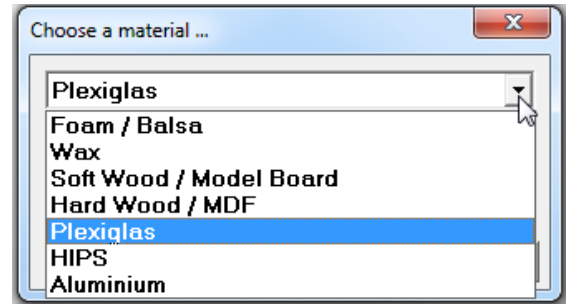 Choose a material ...
Plexiglas
Foam / Balsa
Wax
Soft Wood / Model Board
Hard Wood / MDF
Plexiglas
HIPS
Aluminium